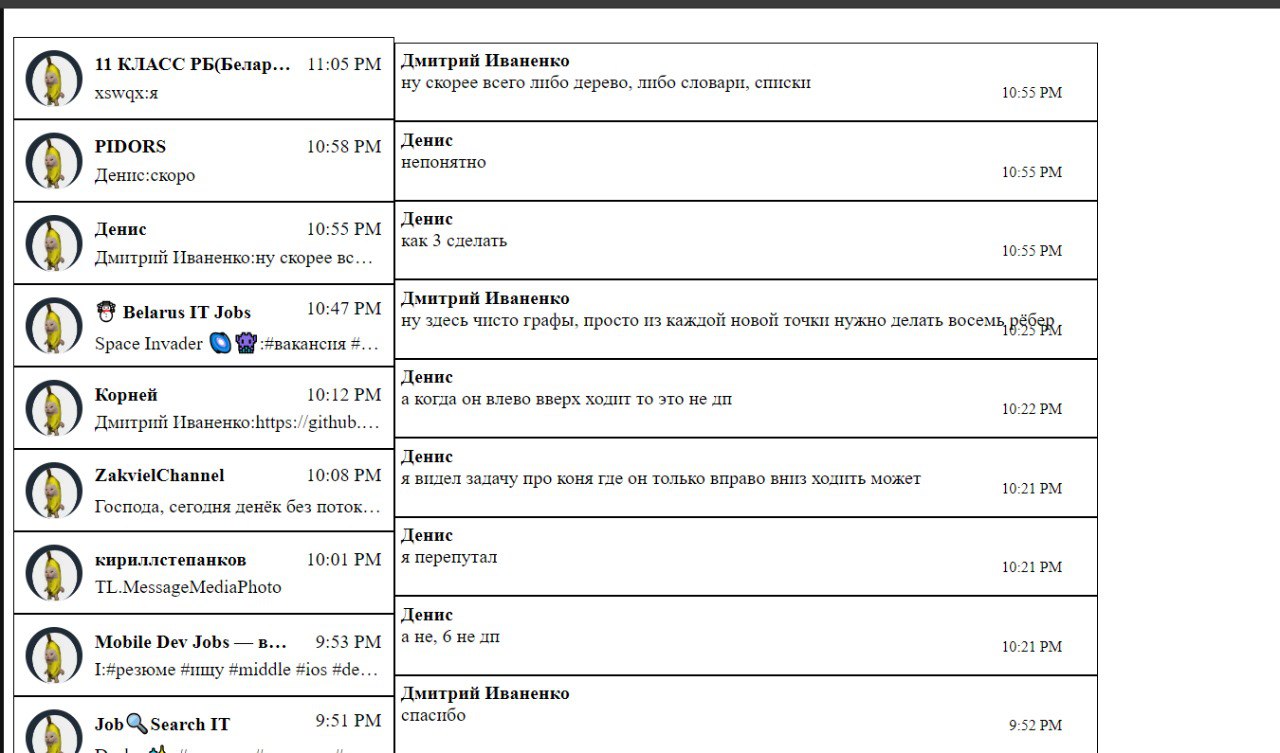 11 КЛАСС РБ(Белар… 11:05 PM
xswqx:я
PIDORS 10:58 PM
Денис:скоро
Денис 10:55 PM
Дмитрий Иваненко:ну скорее вс…
☃ Belarus IT Jobs 10:47 PM
Space Invader 🌌👾:#вакансия #…
Корней 10:12 PM
Дмитрий Иваненко:https://github.…
ZakvielChannel 10:08 PM
Господа, сегодня денёк без поток…
кириллстепанков 10:01 PM
TL.MessageMediaPhoto
Mobile Dev Jobs — в… 9:53 PM
I:#резюме #ищу #middle #ios #de…
Job🔍Search IT 9:51 PM
Дмитрий Иваненко
ну скорее всего либо дерево, либо словари, списки
10:55 PM
Денис
непонятно
10:55 PM
Денис
как 3 сделать
10:55 PM
Дмитрий Иваненко
ну здесь чисто графы, просто из каждой новой точки нужно делать восемь рёбер
10:25 PM
Денис
а когда он влево вверх ходит то это не дп
10:22 PM
Денис
я видел задачу про коня где он только вправо вниз ходить может
10:21 PM
Денис
я перепутал
10:21 PM
Денис
а не, 6 не дп
10:21 PM
Дмитрий Иваненко
спасибо
9:52 PM